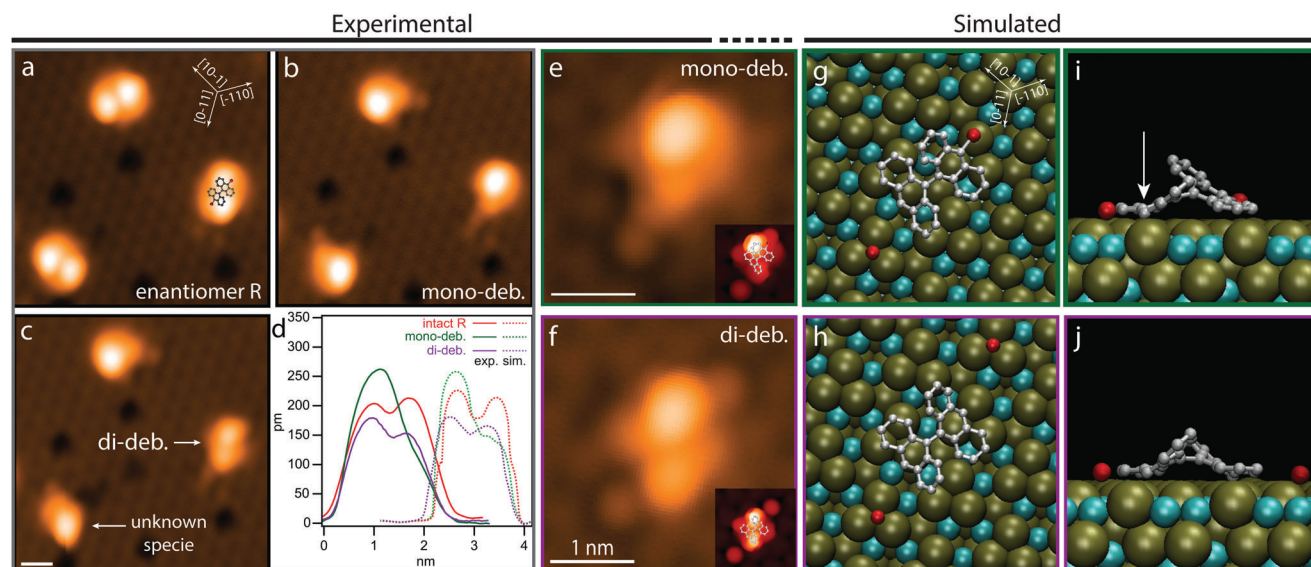 Experimental
Simulated
a
[10-1]
[-110]
[0-11]
enantiomer R
b
mono-deb.
c
di-deb.
unknown
specie
d
350
300
250
200
150
100
50
0
pm
intact R
mono-deb.
di-deb.
exp. sim.
0 1 2 3 4
nm
e
mono-deb.
f
di-deb.
1 nm
g
[10-1]
[-110]
[0-11]
h
i
j